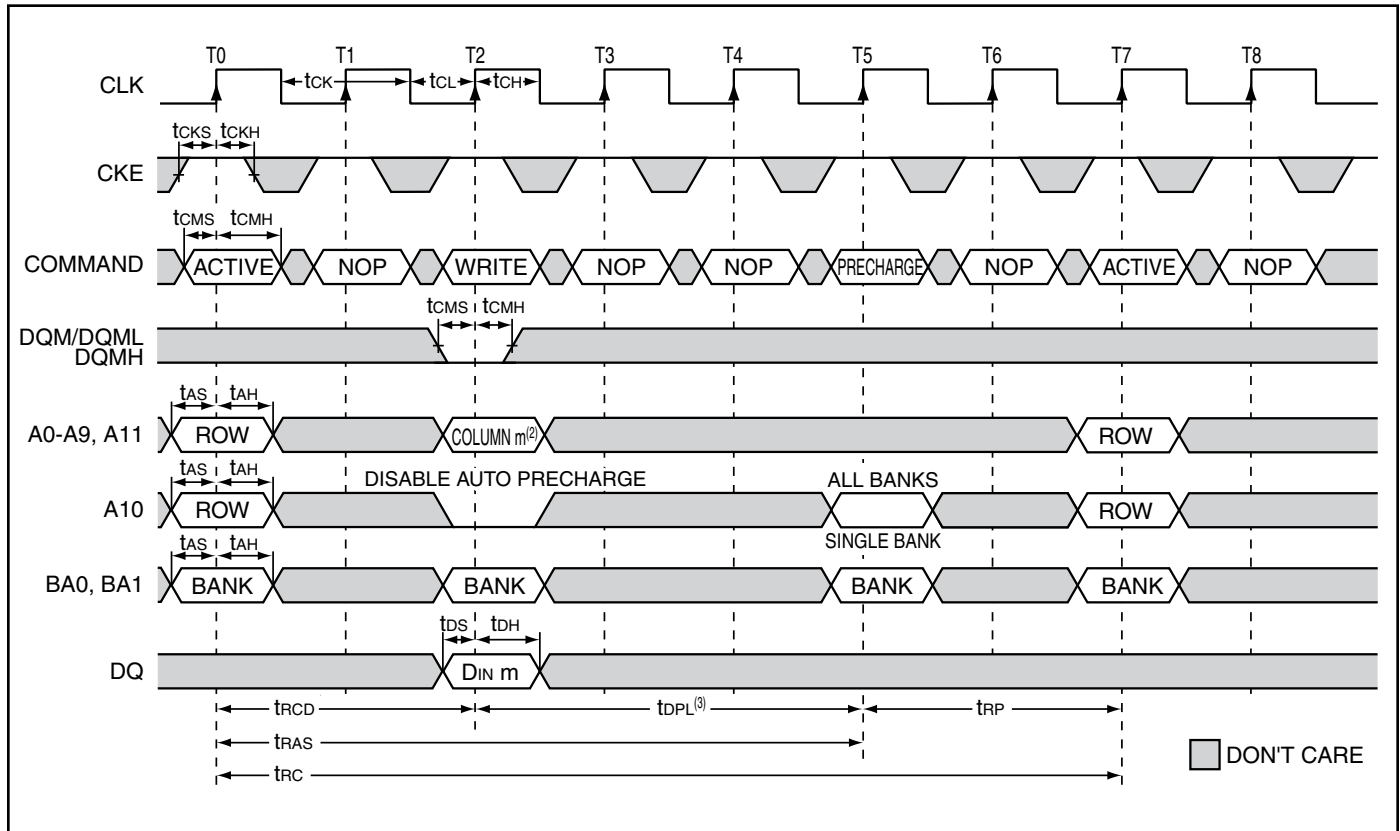 T0 T1 T2 T3 T4 T5 T6 T7 T8
CLK tCK tCL tCH
tCKS tCKH
CKE
tCMS tCMH
COMMAND ACTIVE NOP WRITE NOP NOP PRECHARGE NOP ACTIVE NOP
tCMS tCMH
DQM/DQML
DQMH
tAS tAH
A0-A9, A11 ROW COLUMN m(2) ROW
tAS tAH DISABLE AUTO PRECHARGE ALL BANKS
A10 ROW ROW
tAS tAH SINGLE BANK
BA0, BA1 BANK BANK BANK BANK
tDS tDH
DQ DIN m
tRCD tDPL(3) tRP
tRAS
DON'T CARE
tRC